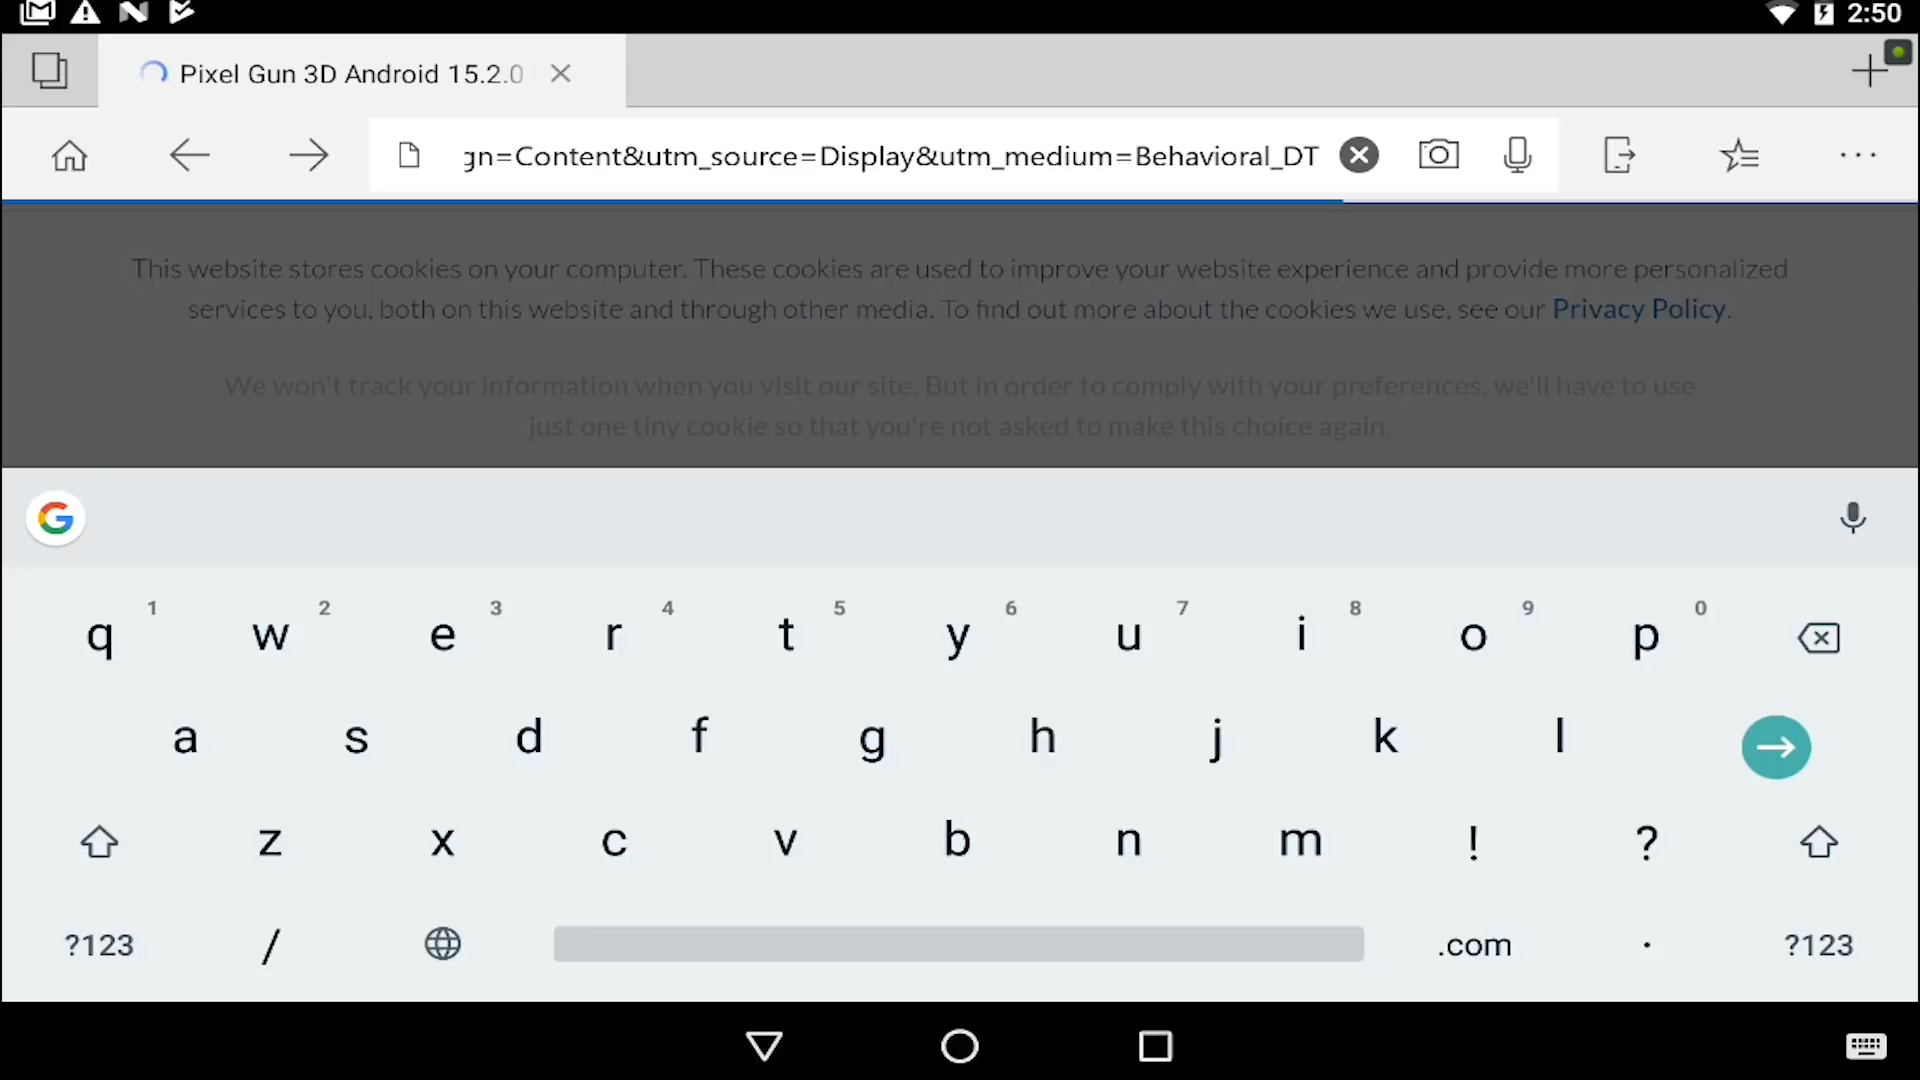 2:50
Pixel Gun 3D Android 15.2.0
gn=Content&utm_source=Display&utm_medium=Behavioral_DT
This website stores cookies on your computer. These cookies are used to improve your website experience and provide more personalized
services to you, both on this website and through other media. To find out more about the cookies we use, see our Privacy Policy.
We won't track your information when you visit our site. But in order to comply with your preferences, we'll have to use
just one tiny cookie so that you're not asked to make this choice again.
1 2 3 4 5 6 7 8 9 0
q w e r t y u i o p
a s d f g h j k l
z x c v b n m ! ?
?123 / .com . ?123